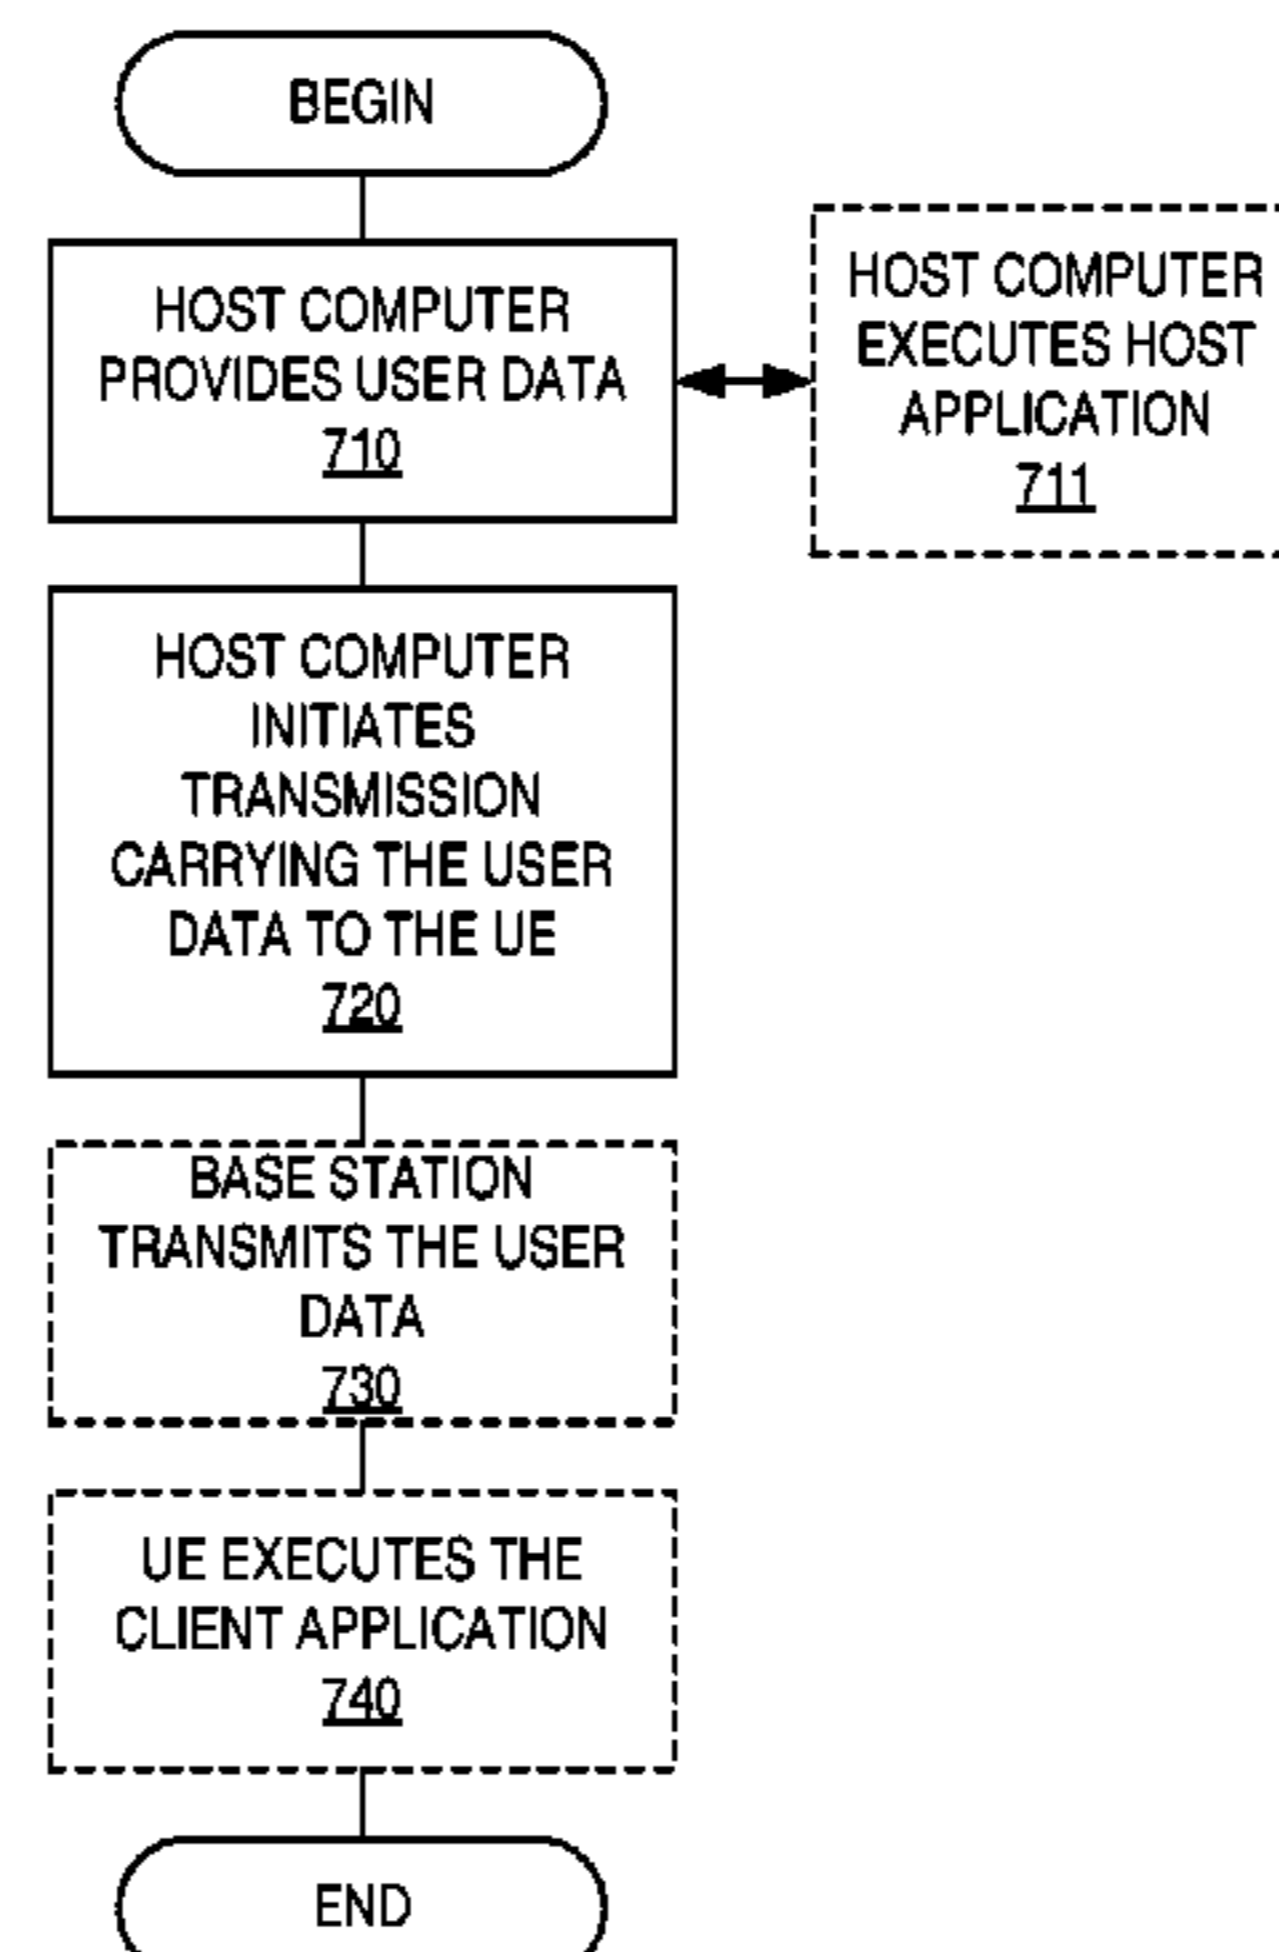 BEGIN
HOST COMPUTER
PROVIDES USER DATA
710
HOST COMPUTER
EXECUTES HOST
APPLICATION
711
HOST COMPUTER
INITIATES
TRANSMISSION
CARRYING THE USER
DATA TO THE UE
720
BASE STATION
TRANSMITS THE USER
DATA
730
UE EXECUTES THE
CLIENT APPLICATION
740
END